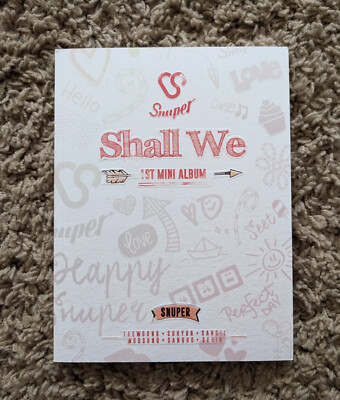 Snuper
Shall We
1ST MINI ALBUM
Hello
LOVE
Snuper
love
Happy
Snuper
PERFECT
DAY
SNUPER
TAEWOONG • SUHYUN • SANGIL
WOOSUNG • SANGHO • SEBIN